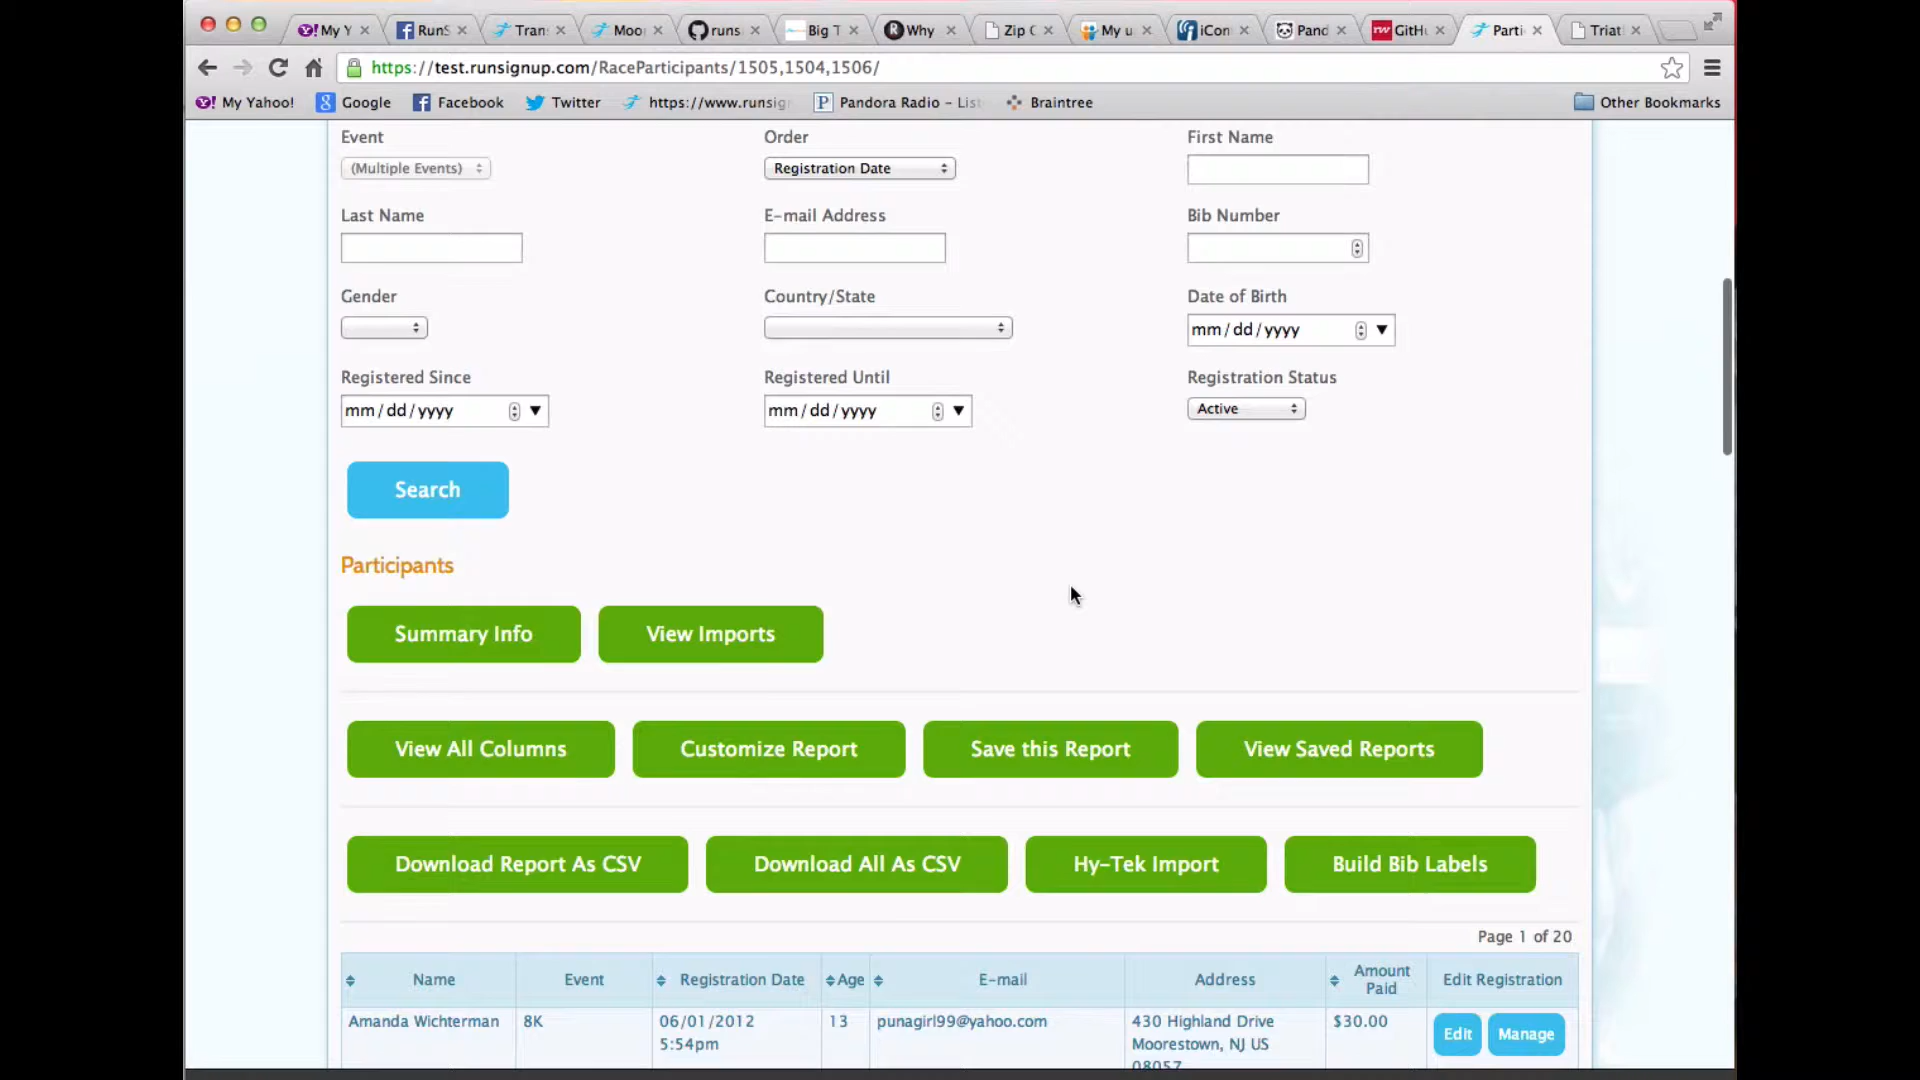 My Y RunS Tran Moo runs Big T Why Zip C My u iCon Pand GitHu Parti Triat
https://test.runsignup.com/RaceParticipants/1505,1504,1506/
My Yahoo! Google Facebook Twitter https://www.runsig Pandora Radio – List Braintree Other Bookmarks
Event Order First Name
(Multiple Events) Registration Date
Last Name E-mail Address Bib Number
Gender Country/State Date of Birth
mm/dd/yyyy
Registered Since Registered Until Registration Status
mm/dd/yyyy mm/dd/yyyy Active
Search
Participants
Summary Info View Imports
View All Columns Customize Report Save this Report View Saved Reports
Download Report As CSV Download All As CSV Hy-Tek Import Build Bib Labels
Page 1 of 20
Name Event Registration Date Age E-mail Address Amount Paid Edit Registration
Amanda Wichterman 8K 06/01/2012 13 punagirl99@yahoo.com 430 Highland Drive $30.00 Edit Manage
5:54pm Moorestown, NJ US
08057